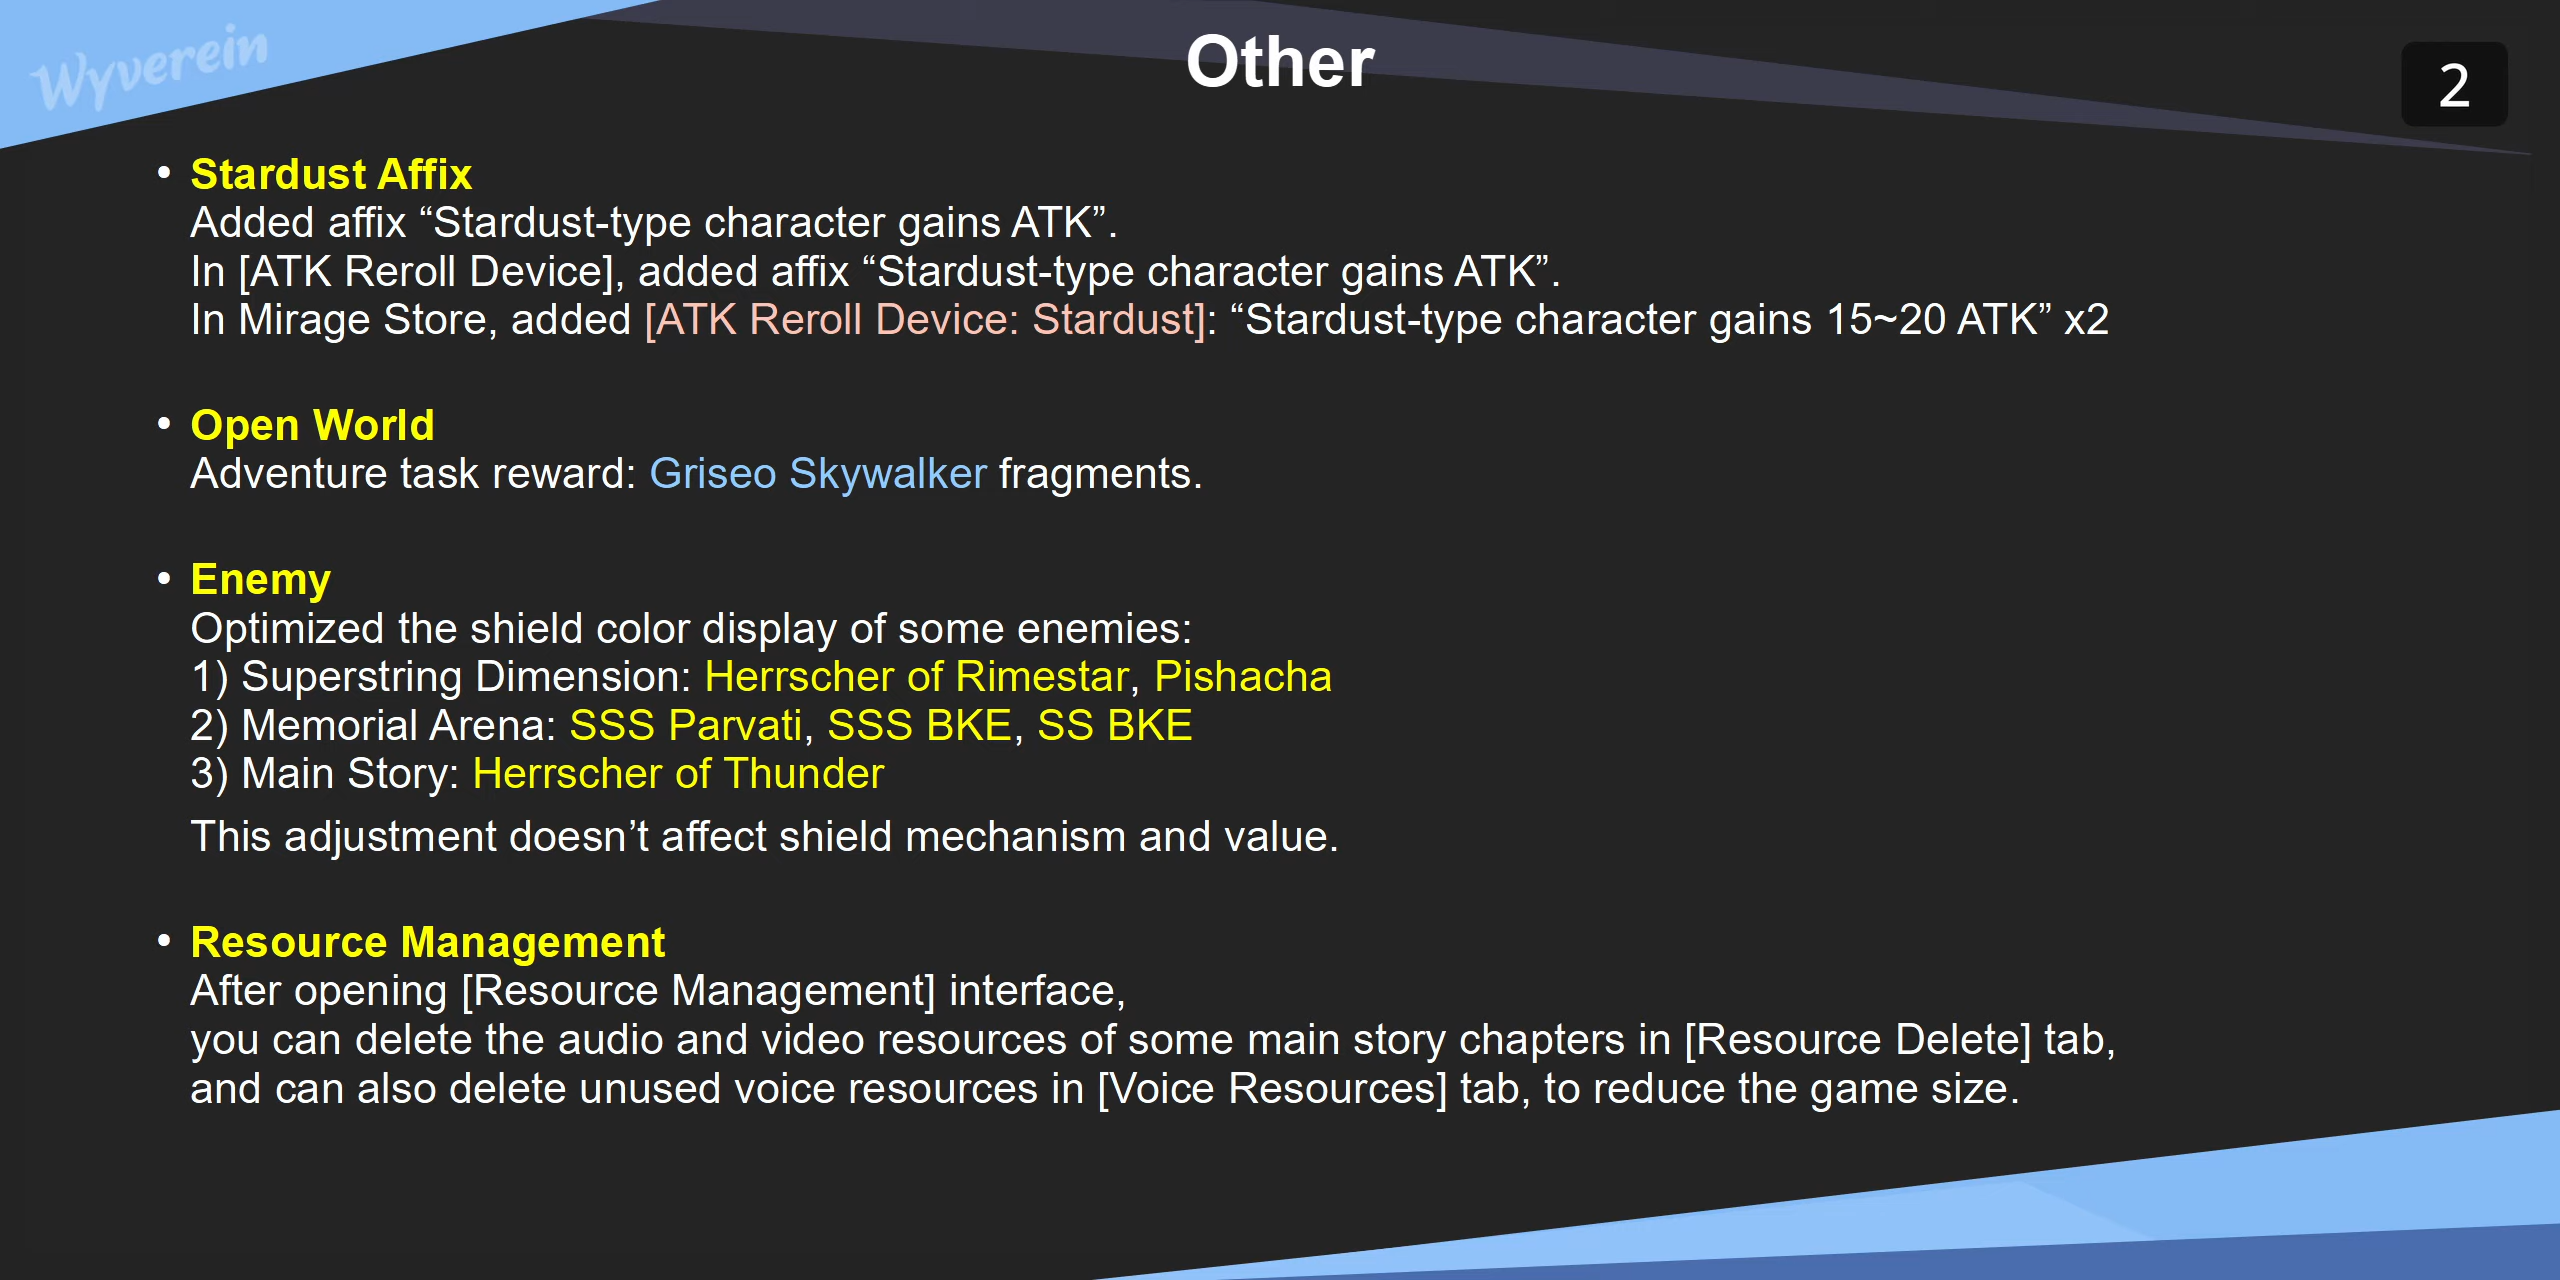 Wyverein
Other
2
• Stardust Affix
Added affix “Stardust-type character gains ATK”.
In [ATK Reroll Device], added affix “Stardust-type character gains ATK”.
In Mirage Store, added [ATK Reroll Device: Stardust]: “Stardust-type character gains 15~20 ATK” x2
• Open World
Adventure task reward: Griseo Skywalker fragments.
• Enemy
Optimized the shield color display of some enemies:
1) Superstring Dimension: Herrscher of Rimestar, Pishacha
2) Memorial Arena: SSS Parvati, SSS BKE, SS BKE
3) Main Story: Herrscher of Thunder
This adjustment doesn’t affect shield mechanism and value.
• Resource Management
After opening [Resource Management] interface,
you can delete the audio and video resources of some main story chapters in [Resource Delete] tab,
and can also delete unused voice resources in [Voice Resources] tab, to reduce the game size.